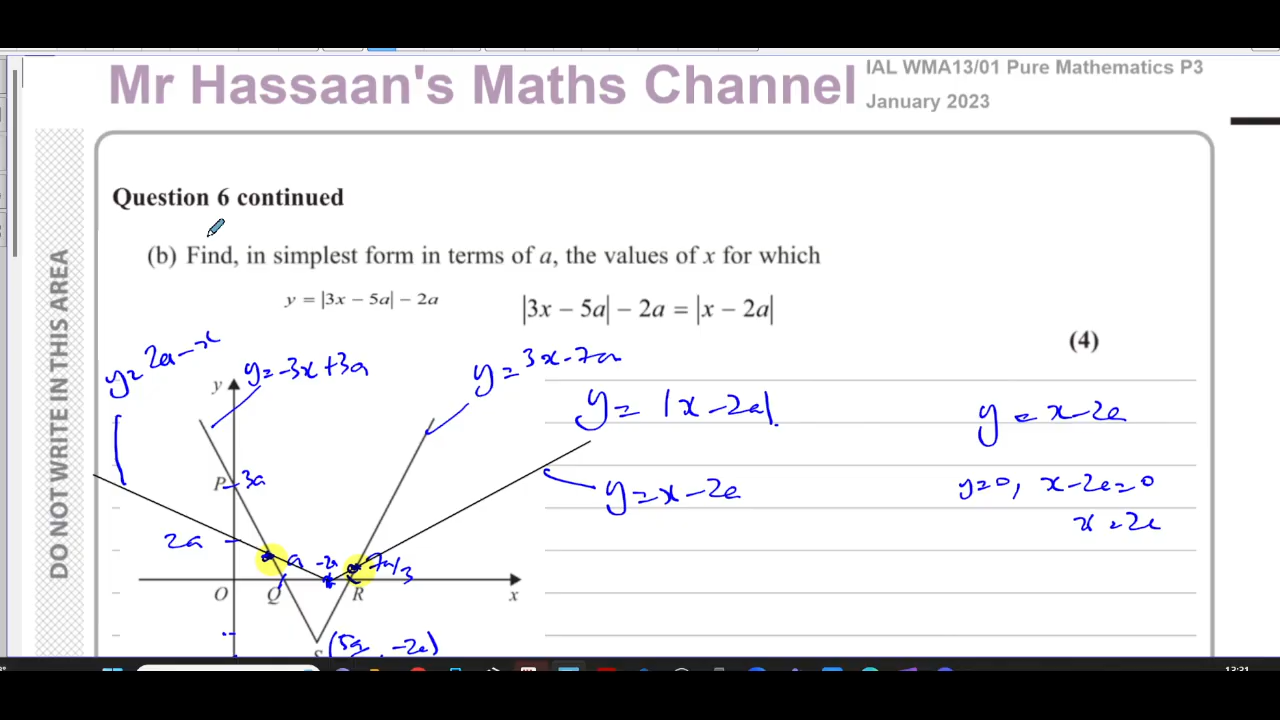 Mr Hassaan's Maths Channel
IAL WMA13/01 Pure Mathematics P3
January 2023
DO NOT WRITE IN THIS AREA
Question 6 continued
(b) Find, in simplest form in terms of a, the values of x for which
y = |3x − 5a| − 2a
|3x − 5a| − 2a = |x − 2a|
(4)
y = 2a − x
y
y = -3x + 3a
y = 3x - 7a
y = |x - 2a|
y = x - 2a
P
3a
y = x - 2a
y = 0, x - 2a = 0
x = 2a
2a
a
-2a
7a/3
O
Q
R
x
S
(5a, -2a)
13:31